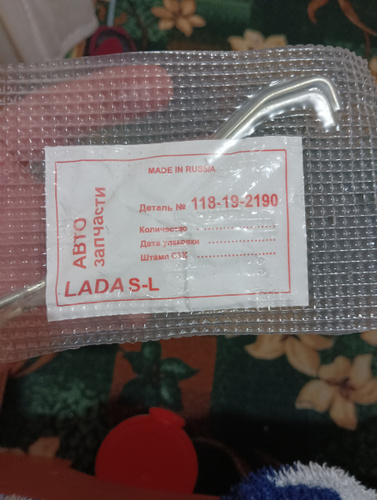 MADE IN RUSSIA
АВТО
запчасти
Деталь № 118-19-2190
Количество ....................
Дата упаковки ....................
Штамп ОТК ....................
LADA S-L